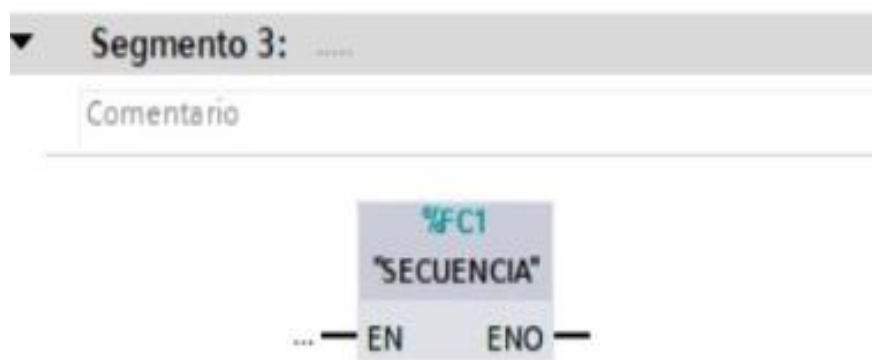 Segmento 3: .....
Comentario
%FC1
"SECUENCIA"
... EN ENO